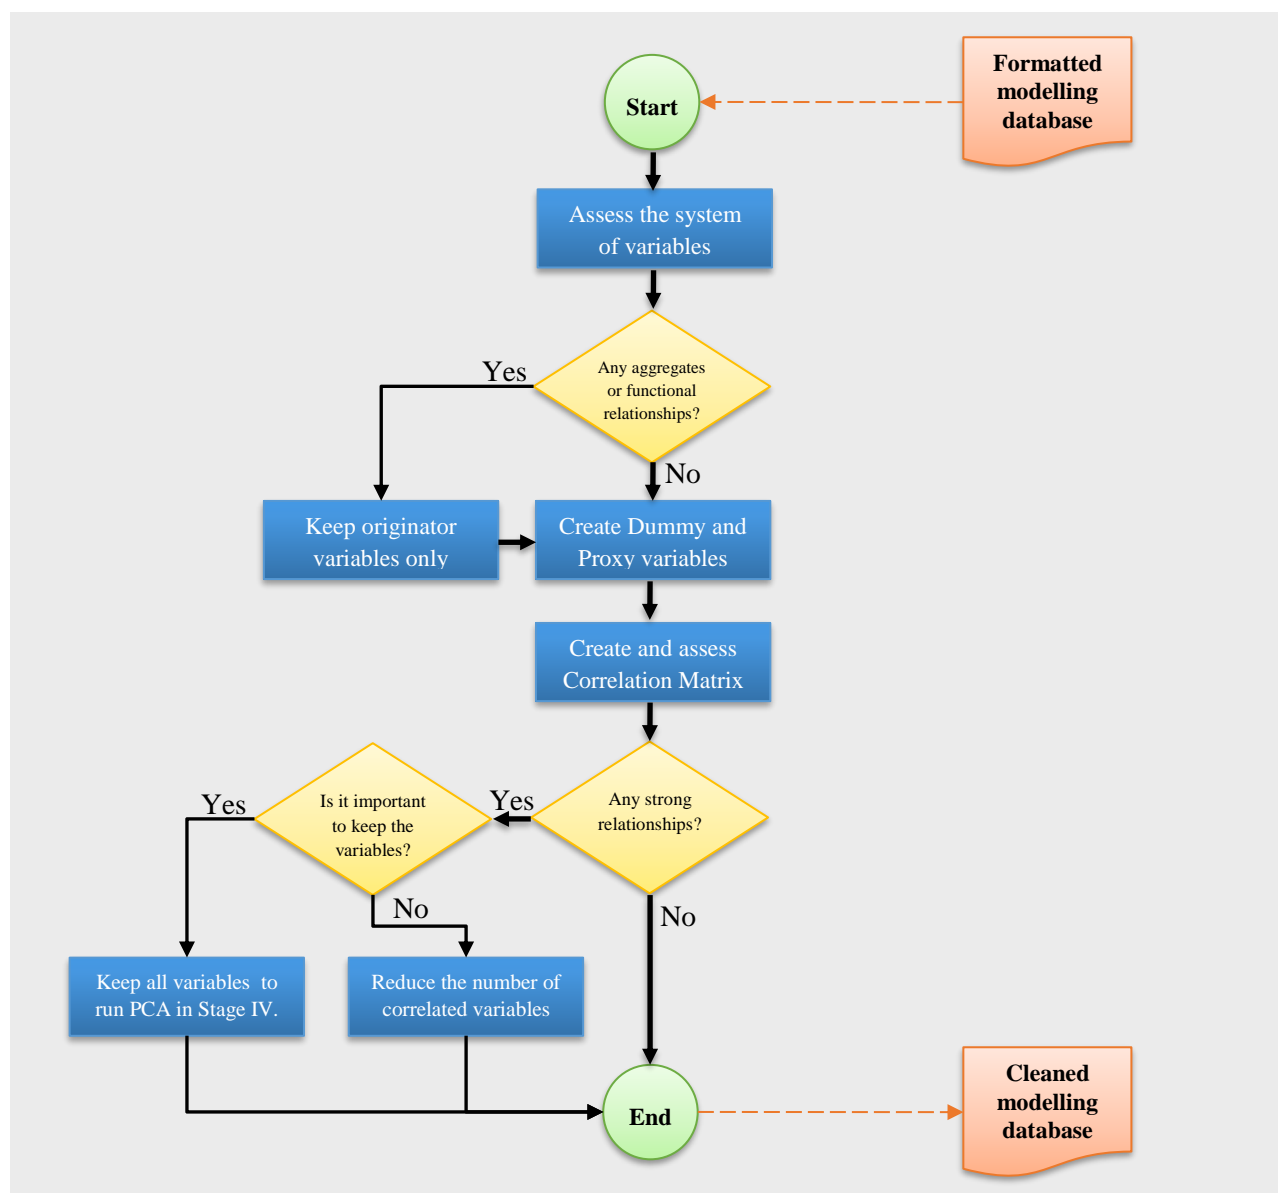 Start
Formatted
modelling
database
Assess the system
of variables
Yes
Any aggregates
or functional
relationships?
No
Keep originator
variables only
Create Dummy and
Proxy variables
Create and assess
Correlation Matrix
Yes
Is it important
to keep the
variables?
Yes
Any strong
relationships?
No
No
Keep all variables to
run PCA in Stage IV.
Reduce the number of
correlated variables
End
Cleaned
modelling
database